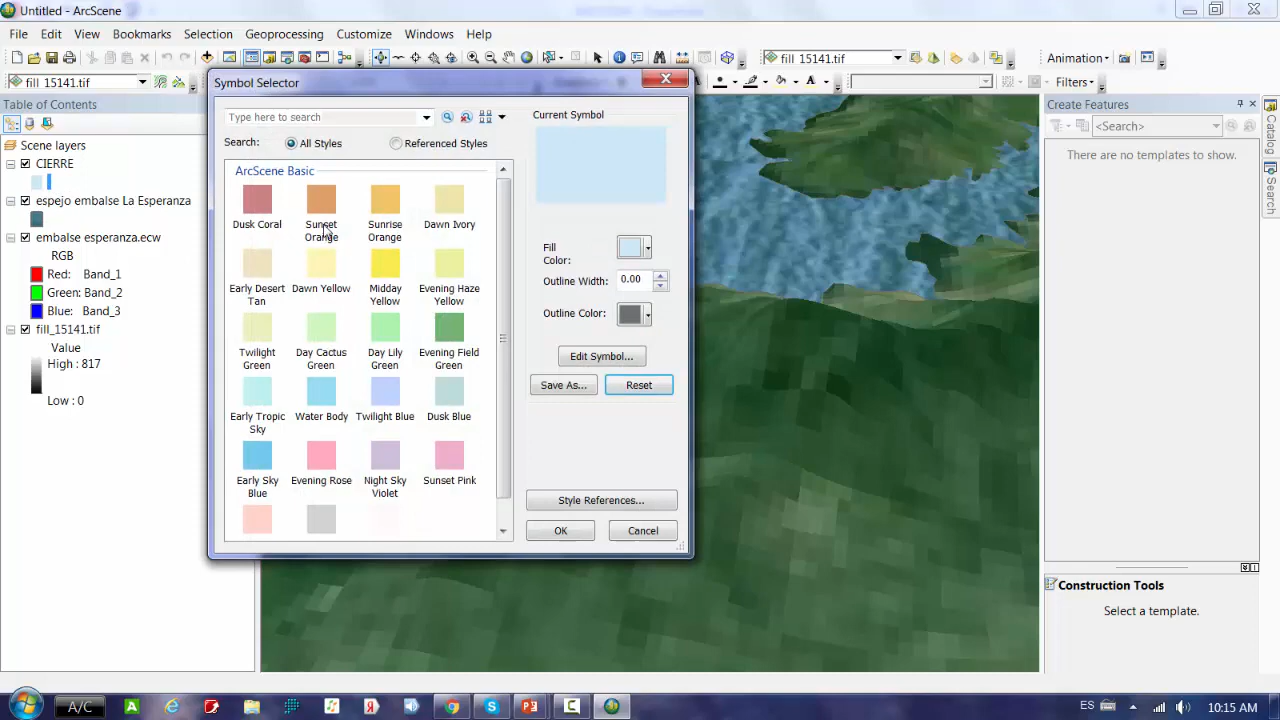 Untitled - ArcScene
File Edit View Bookmarks Selection Geoprocessing Customize Windows Help
fill 15141.tif
Animation
fill 15141.tif
Filters
Table of Contents
Scene layers
CIERRE
espejo embalse La Esperanza
embalse esperanza.ecw
RGB
Red: Band_1
Green: Band_2
Blue: Band_3
fill_15141.tif
Value
High : 817
Low : 0
Symbol Selector
Type here to search
Search: All Styles Referenced Styles
ArcScene Basic
Dusk Coral Sunset Orange Sunrise Orange Dawn Ivory
Early Desert Tan Dawn Yellow Midday Yellow Evening Haze Yellow
Twilight Green Day Cactus Green Day Lily Green Evening Field Green
Early Tropic Sky Water Body Twilight Blue Dusk Blue
Early Sky Blue Evening Rose Night Sky Violet Sunset Pink
Current Symbol
Fill Color:
Outline Width: 0.00
Outline Color:
Edit Symbol...
Save As... Reset
Style References...
OK Cancel
Create Features
<Search>
There are no templates to show.
Construction Tools
Select a template.
Catalog
Search
A/C
ES
10:15 AM